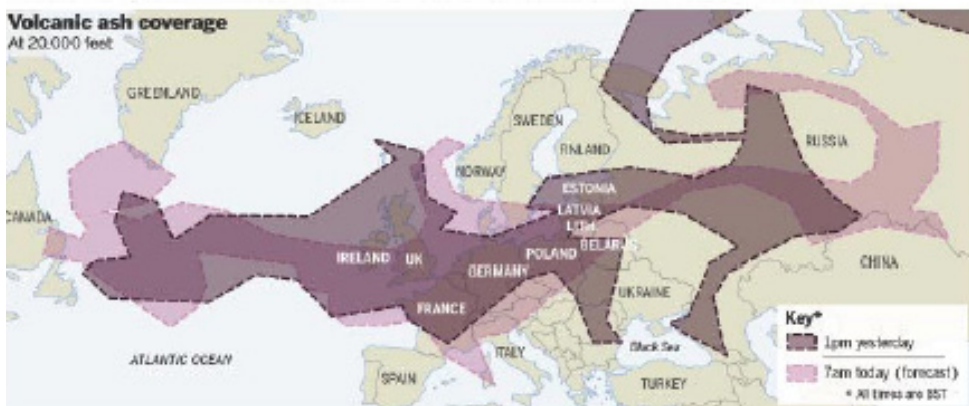 Volcanic ash coverage
At 20.000 feet
GREENLAND
ICELAND
SWEDEN
FINLAND
NORWAY
RUSSIA
CANADA
ESTONIA
LATVIA
LITH.
BELARUS
IRELAND
UK
POLAND
GERMANY
UKRAINE
CHINA
FRANCE
ATLANTIC OCEAN
SPAIN
ITALY
Black Sea
TURKEY
Key*
1pm yesterday
7am today (forecast)
* All times are BST